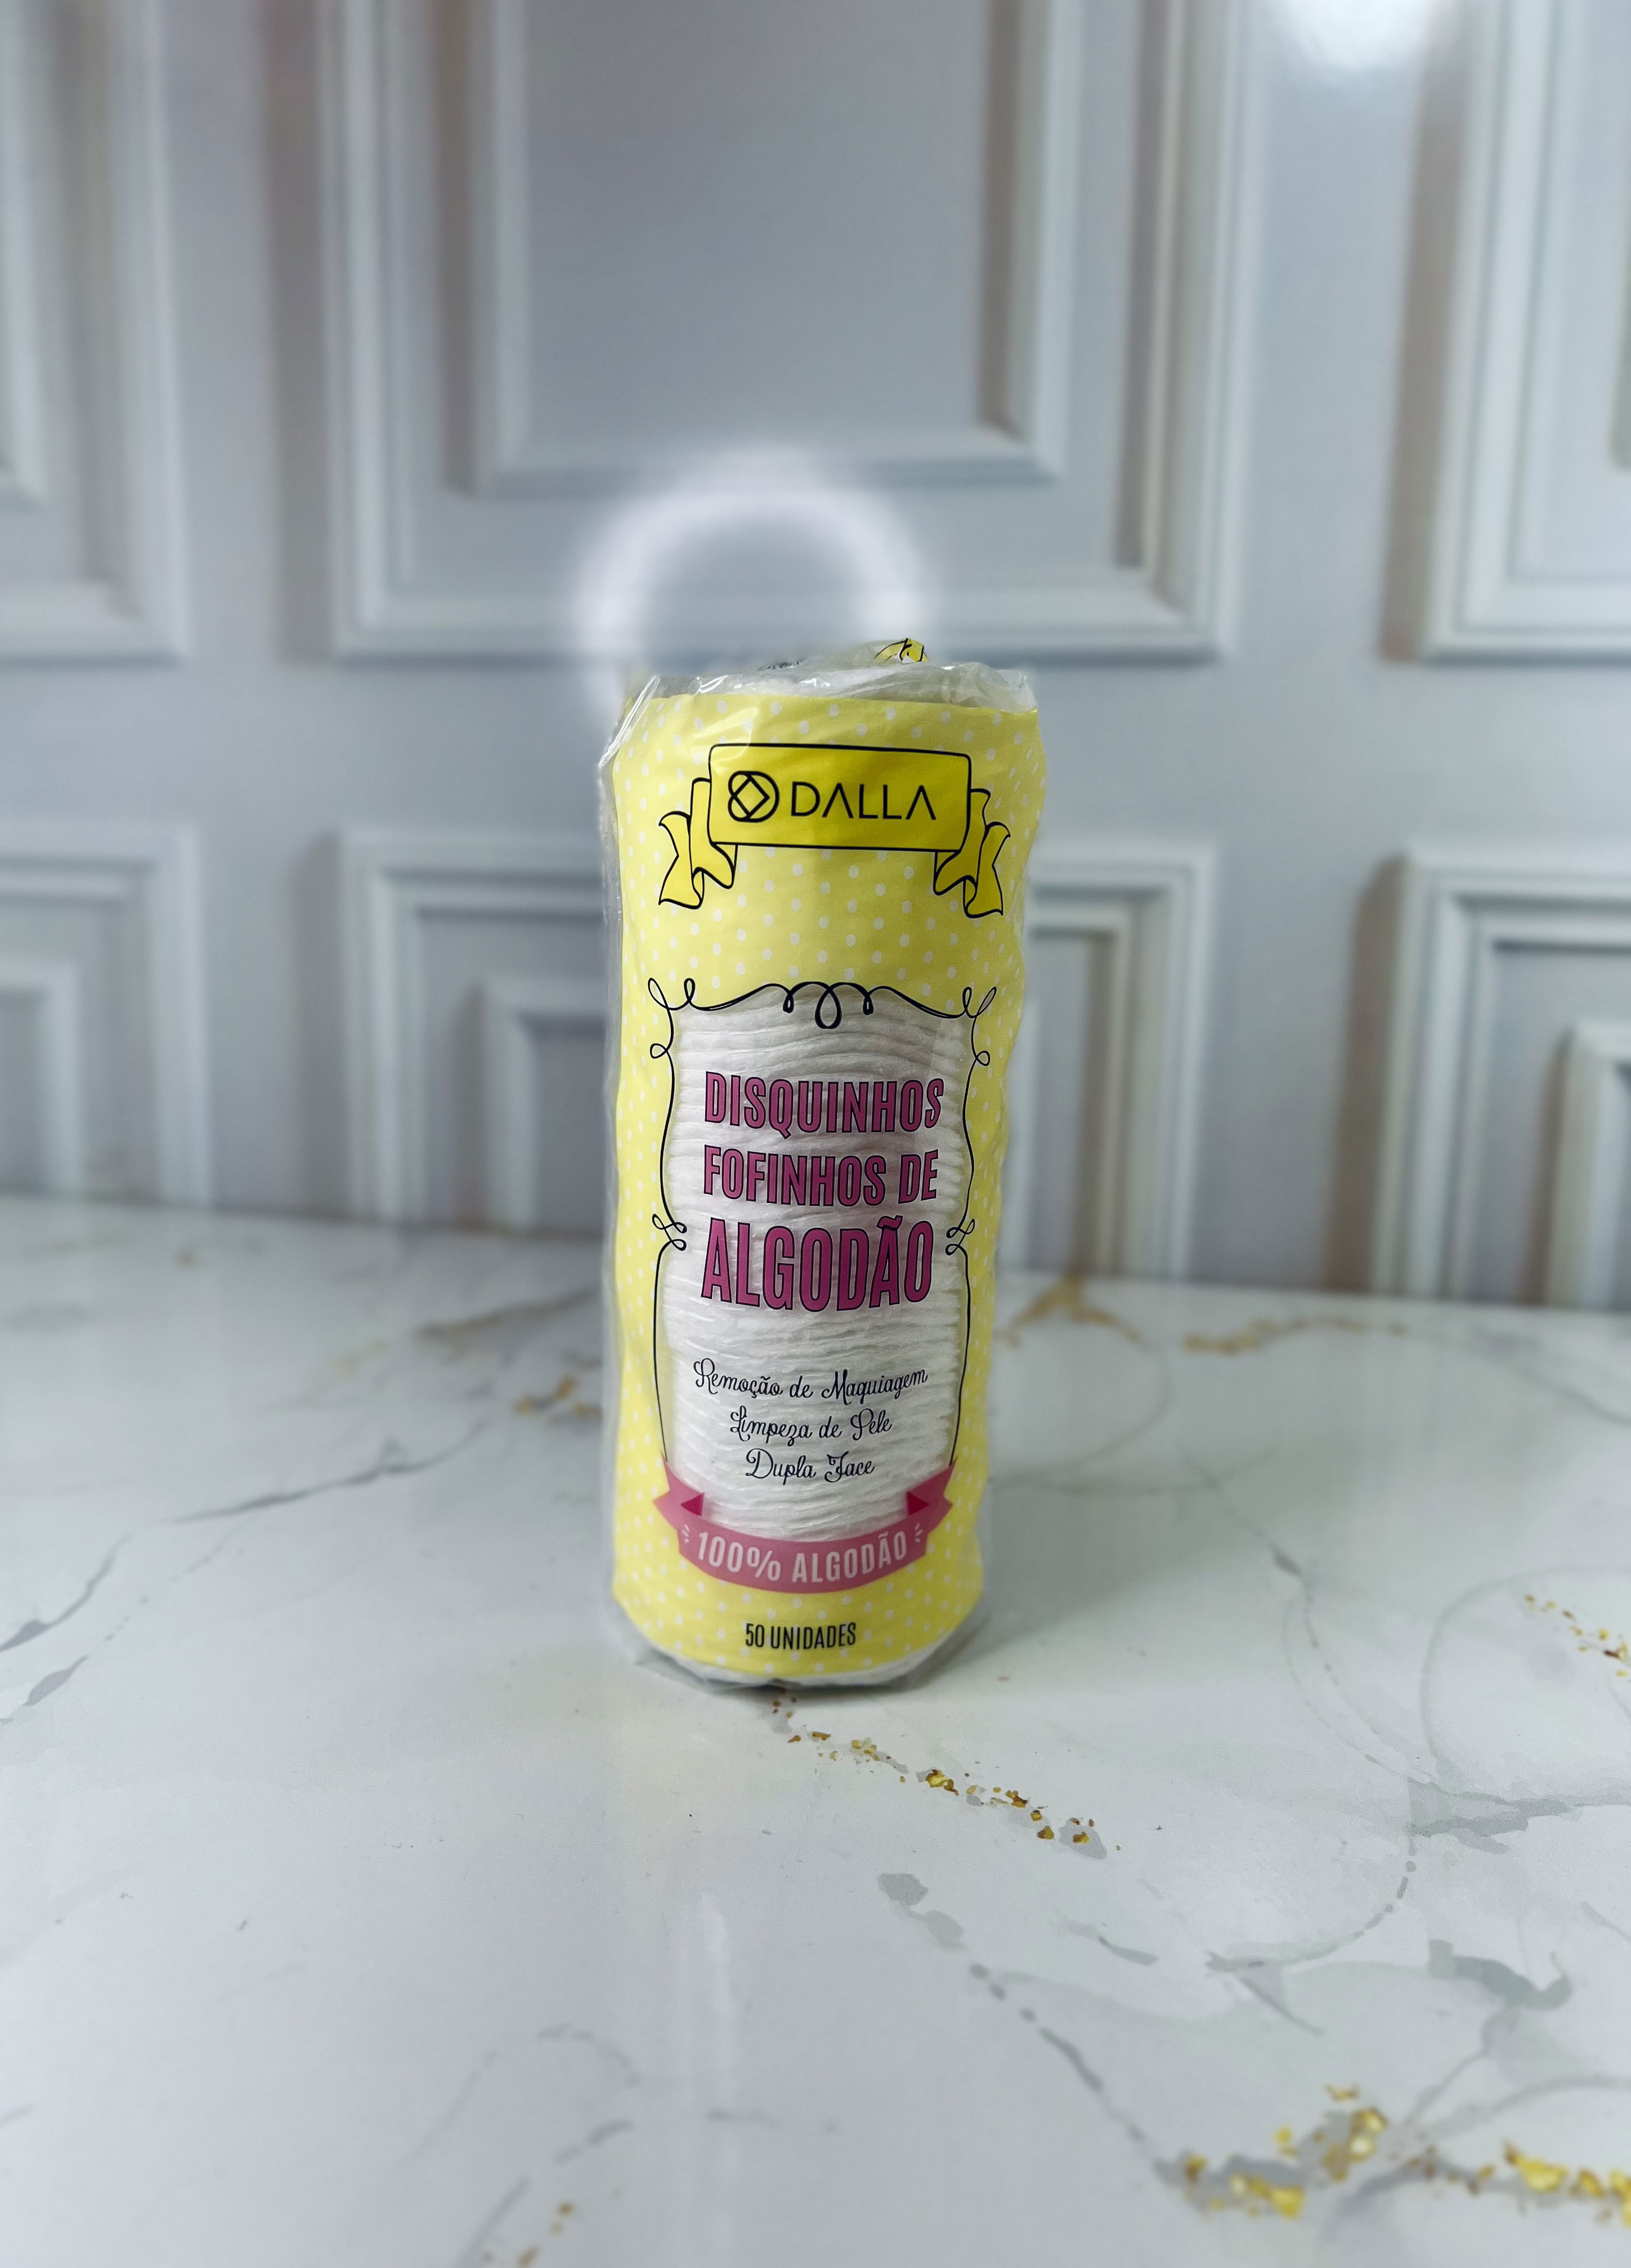 DALLA
DISQUINHOS
FOFINHOS DE
ALGODÃO
Remoção de Maquiagem
Limpeza de Pele
Dupla Face
100% ALGODÃO
50 UNIDADES